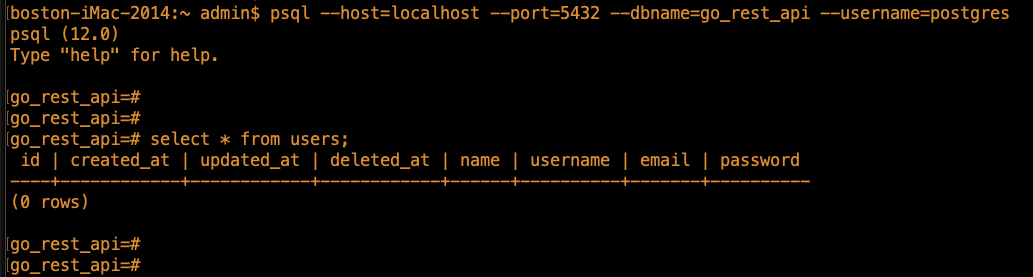 [boston-iMac-2014:~ admin$ psql --host=localhost --port=5432 --dbname=go_rest_api --username=postgres
psql (12.0)
Type "help" for help.
[go_rest_api=#
[go_rest_api=#
[go_rest_api=# select * from users;
 id | created_at | updated_at | deleted_at | name | username | email | password
----+------------+------------+------------+------+----------+-------+----------
(0 rows)
[go_rest_api=#
[go_rest_api=#